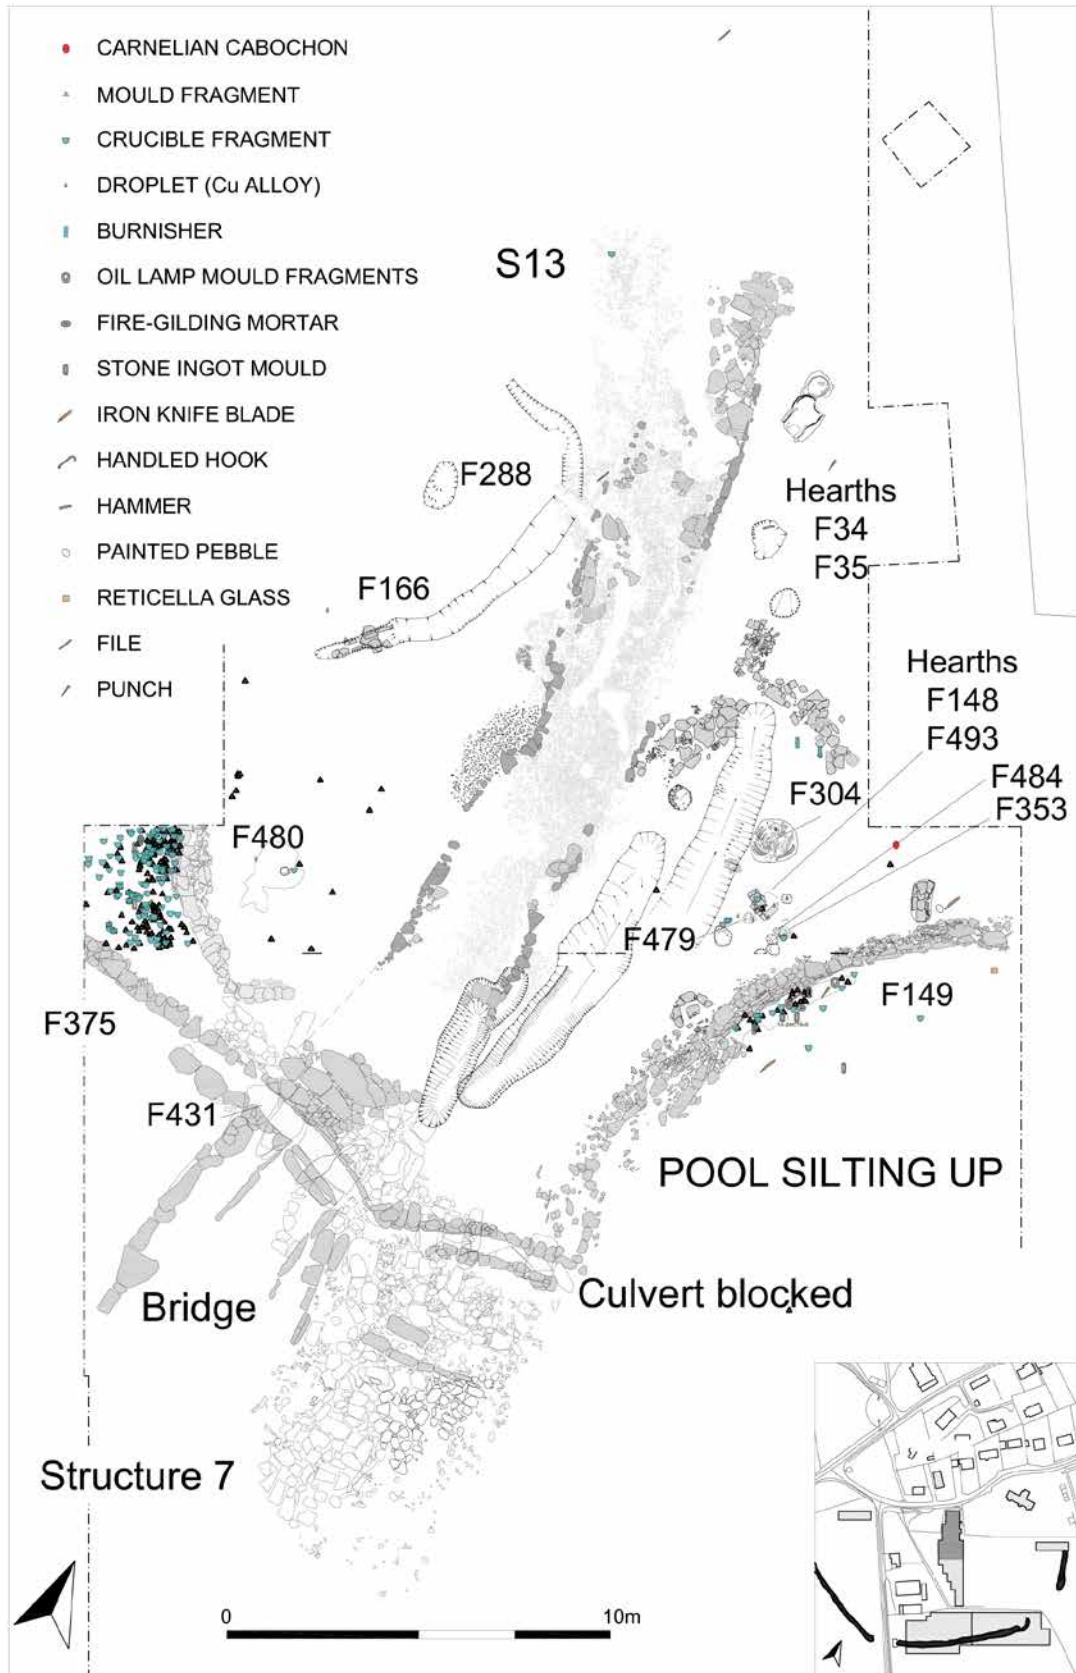 CARNELIAN CABOCHON
MOULD FRAGMENT
CRUCIBLE FRAGMENT
DROPLET (Cu ALLOY)
BURNISHER
OIL LAMP MOULD FRAGMENTS
FIRE-GILDING MORTAR
STONE INGOT MOULD
IRON KNIFE BLADE
HANDLED HOOK
HAMMER
PAINTED PEBBLE
RETICELLA GLASS
FILE
PUNCH
S13
F288
F166
Hearths
F34
F35
Hearths
F148
F493
F484
F353
F304
F480
F479
F149
F375
F431
POOL SILTING UP
Bridge
Culvert blocked
Structure 7
0
10m